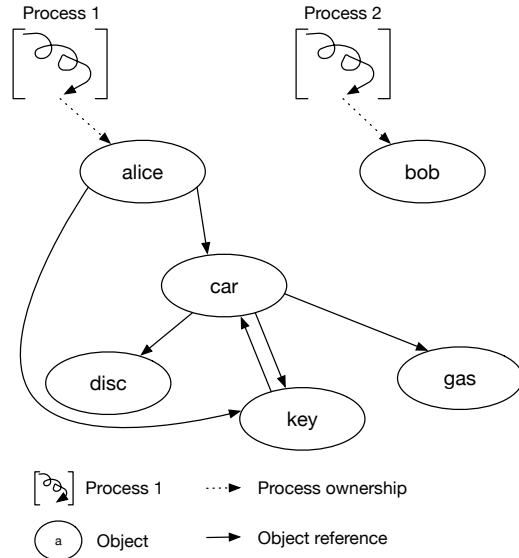 Process 1
Process 2
alice
bob
car
disc
gas
key
Process 1
Process ownership
a
Object
Object reference